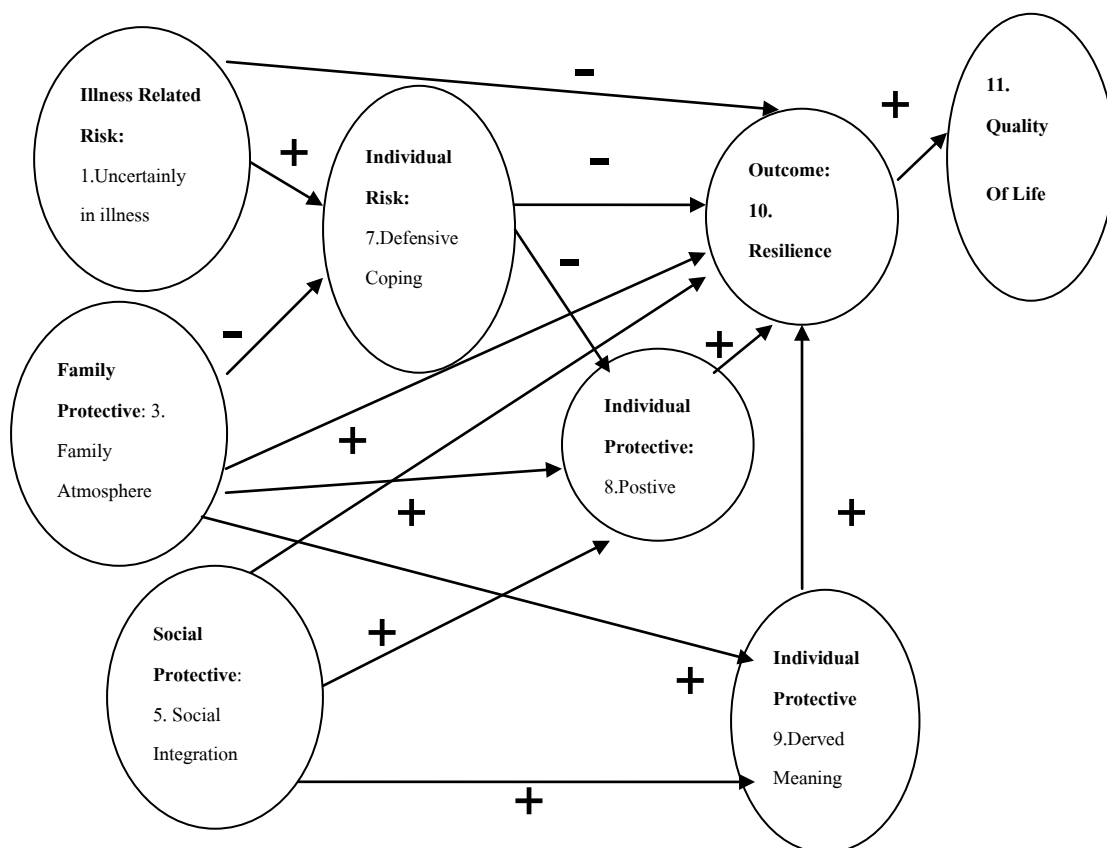 Illness Related
Risk:
1.Uncertainly
in illness
Individual
Risk:
7.Defensive
Coping
Outcome:
10.
Resilience
11.
Quality
Of Life
Family
Protective: 3.
Family
Atmosphere
Individual
Protective:
8.Postive
Social
Protective:
5. Social
Integration
Individual
Protective
9.Derved
Meaning
-
+
-
+
-
-
+
+
+
+
+
+
+